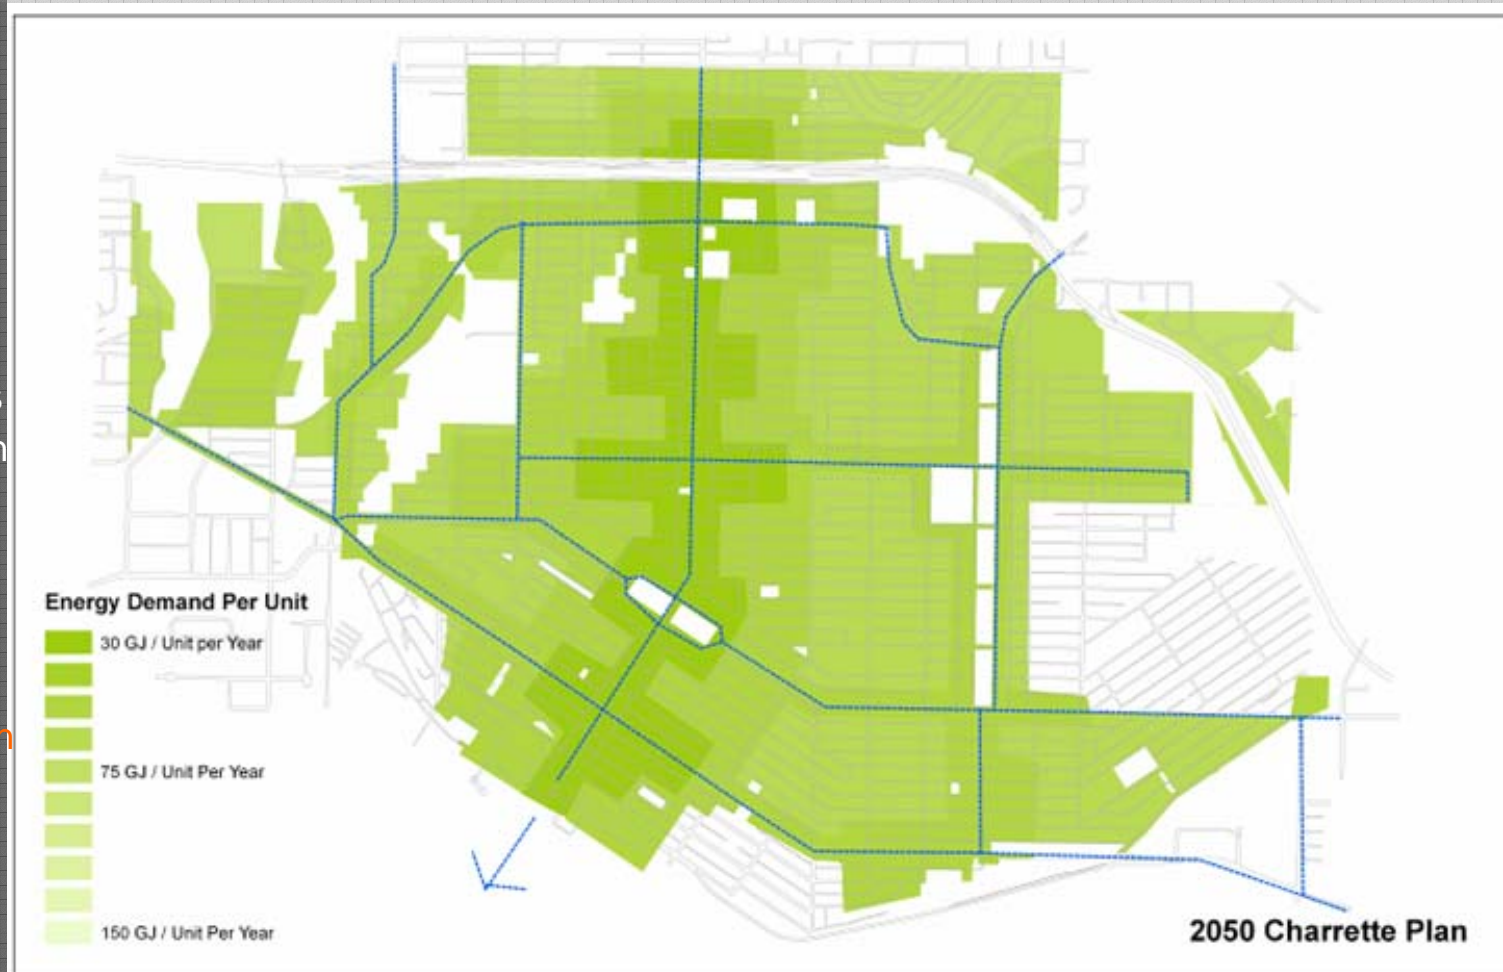 Energy Demand Per Unit
30 GJ / Unit per Year
75 GJ / Unit Per Year
150 GJ / Unit Per Year
2050 Charrette Plan